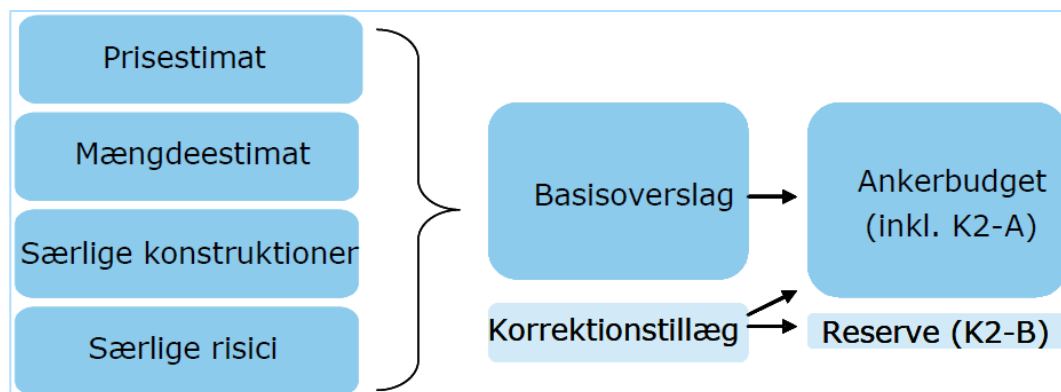 Prisestimat
Mængdeestimat
Særlige konstruktioner
Særlige risici
Basisoverslag
Korrektionstillæg
Ankerbudget
(inkl. K2-A)
Reserve (K2-B)